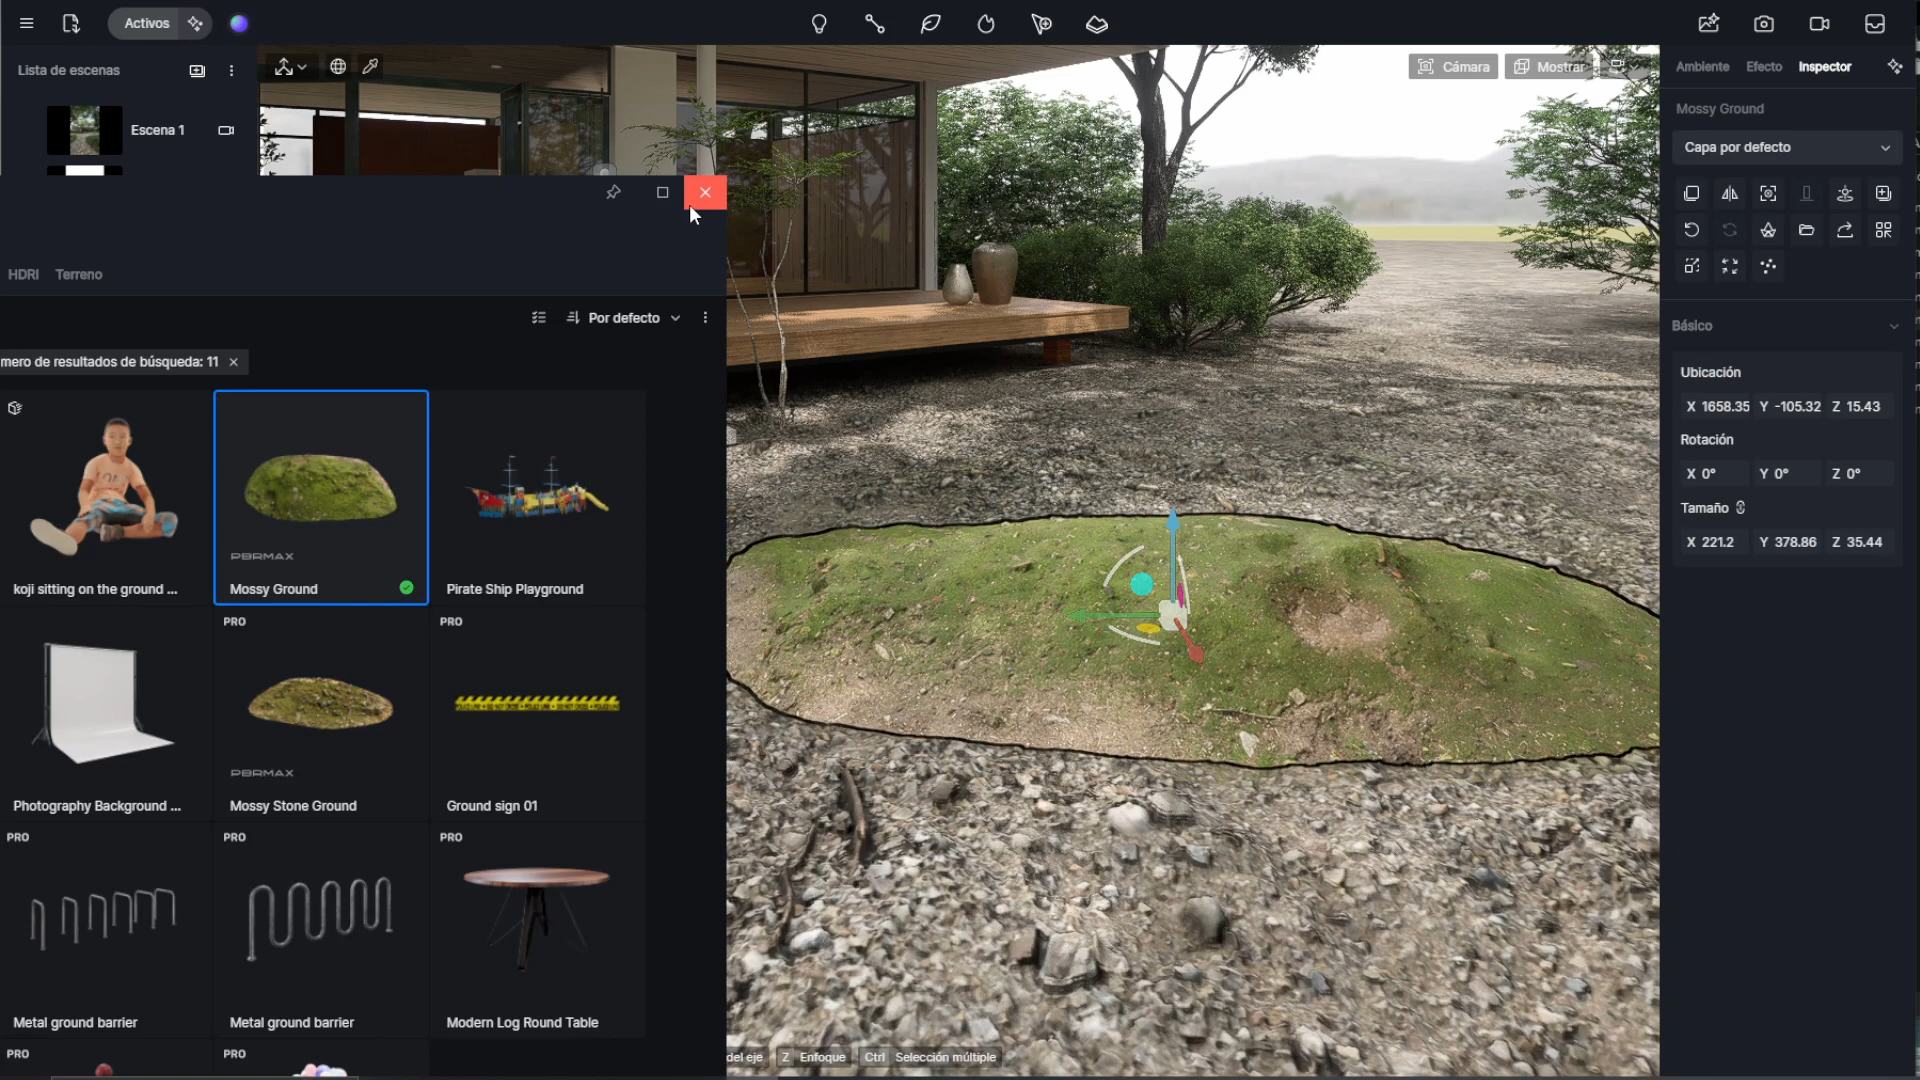 Activos
Lista de escenas
Escena 1
Cámara
Mostrar
Ambiente Efecto Inspector
Mossy Ground
Capa por defecto
Básico
Ubicación
X 1658.35 Y -105.32 Z 15.43
Rotación
X 0° Y 0° Z 0°
Tamaño
X 221.2 Y 378.86 Z 35.44
HDRI Terreno
Por defecto
mero de resultados de búsqueda: 11
koji sitting on the ground ...
PBRMAX
Mossy Ground
Pirate Ship Playground
Photography Background ...
PRO
PBRMAX
Mossy Stone Ground
PRO
Ground sign 01
PRO
Metal ground barrier
PRO
Metal ground barrier
PRO
Modern Log Round Table
PRO
PRO
del eje Z Enfoque Ctrl Selección múltiple